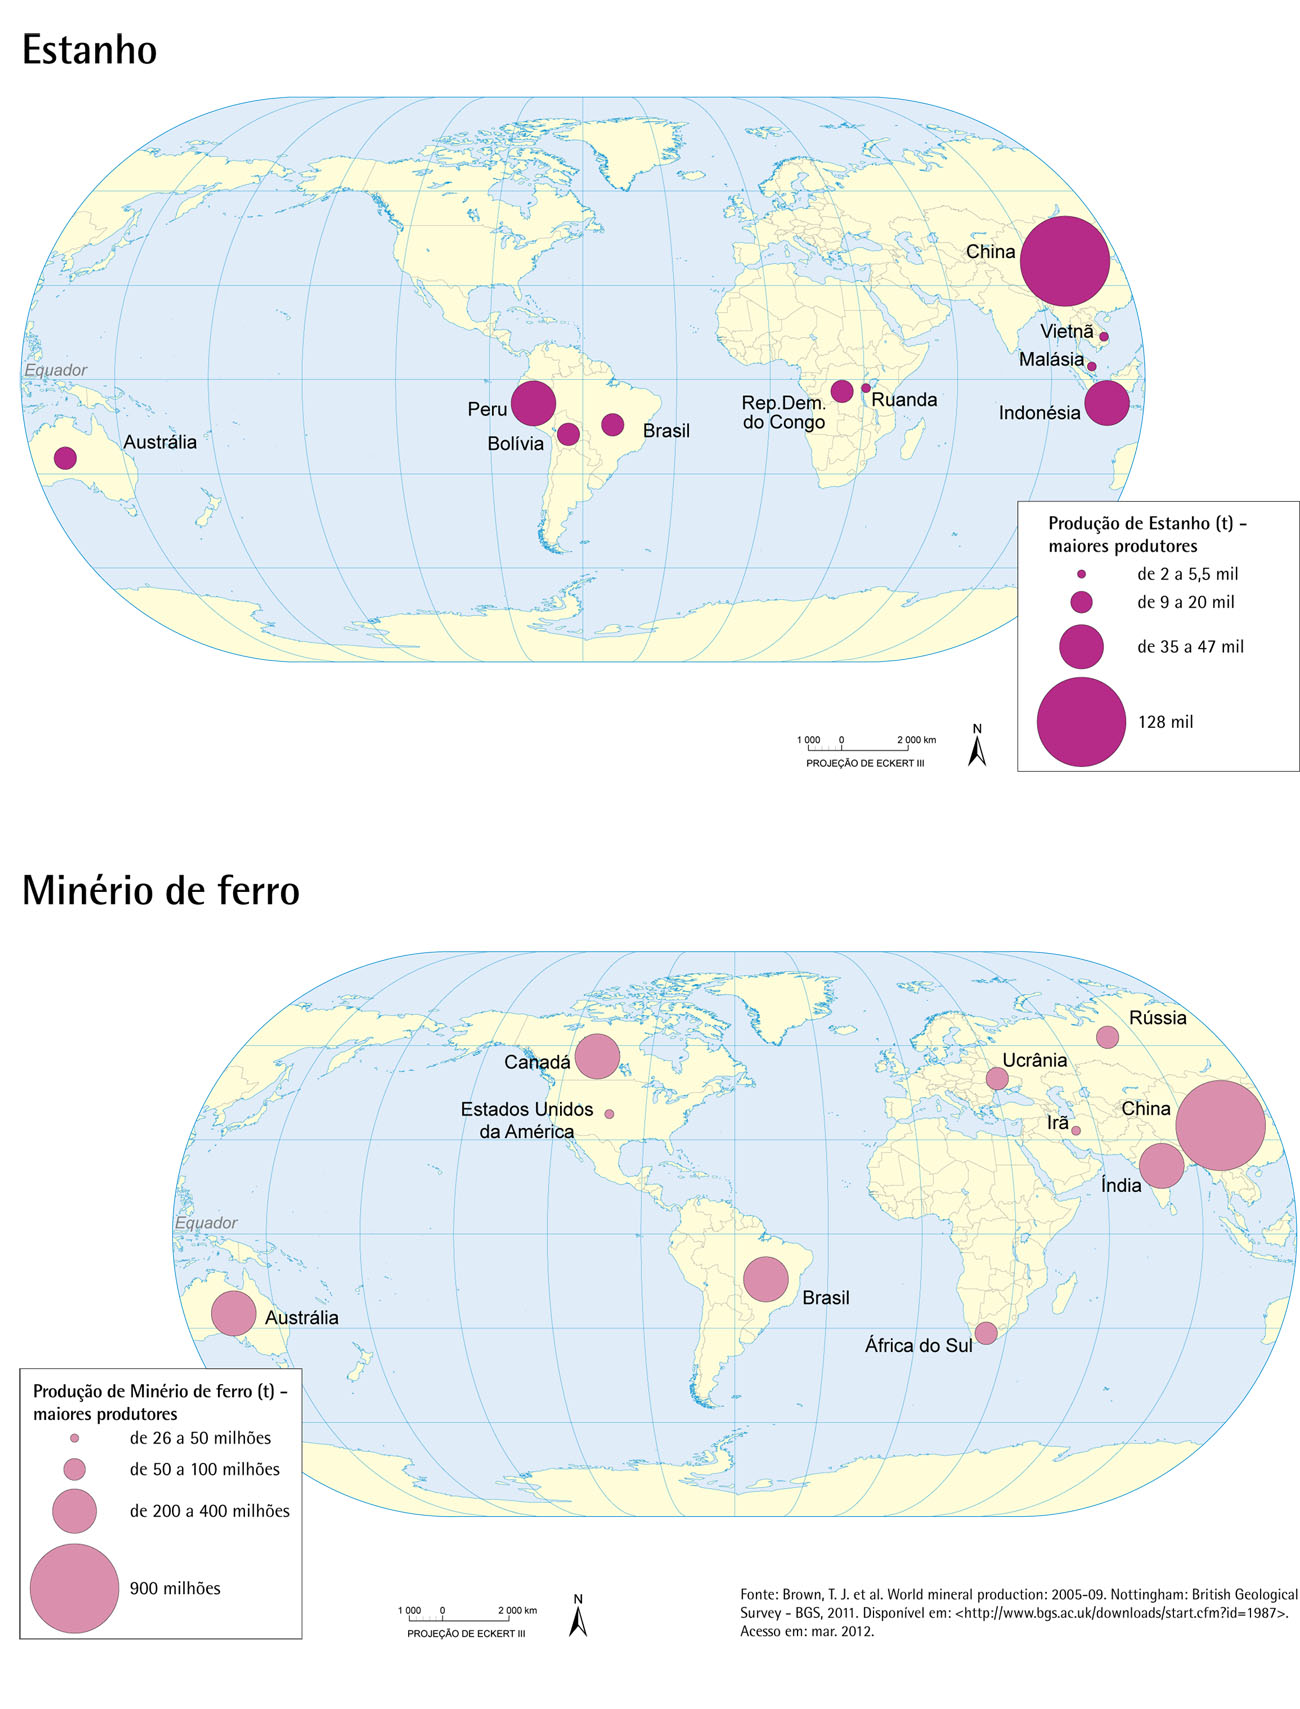 Estanho
China
Vietnã
Malásia
Equador
Peru
Rep.Dem.
do Congo
Ruanda
Indonésia
Bolívia
Brasil
Austrália
Produção de Estanho (t) -
maiores produtores
de 2 a 5,5 mil
de 9 a 20 mil
de 35 a 47 mil
128 mil
1 000 0 2 000 km
PROJEÇÃO DE ECKERT III
N
Minério de ferro
Rússia
Canadá
Ucrânia
Estados Unidos
da América
China
Irã
Índia
Equador
Brasil
Austrália
África do Sul
Produção de Minério de ferro (t) -
maiores produtores
de 26 a 50 milhões
de 50 a 100 milhões
de 200 a 400 milhões
900 milhões
1 000 0 2 000 km
PROJEÇÃO DE ECKERT III
N
Fonte: Brown, T. J. et al. World mineral production: 2005-09. Nottingham: British Geological
Survey - BGS, 2011. Disponível em: <http://www.bgs.ac.uk/downloads/start.cfm?id=1987>.
Acesso em: mar. 2012.